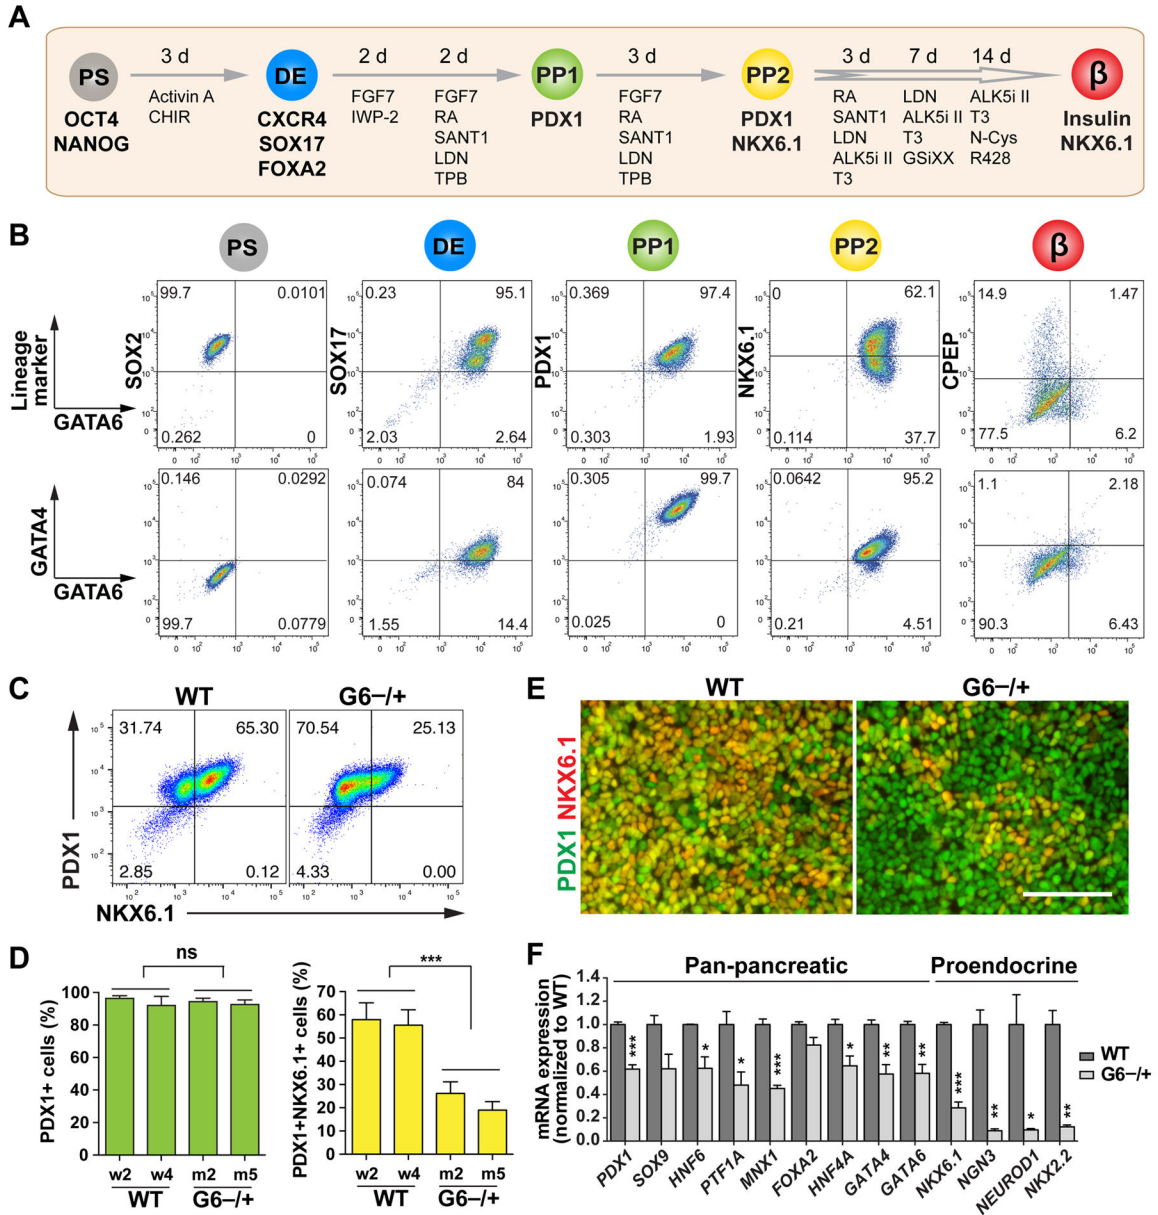 A
PS
3 d
DE
2 d
2 d
PP1
3 d
PP2
3 d
7 d
14 d
β
OCT4
NANOG
Activin A
CHIR
CXCR4
SOX17
FOXA2
FGF7
IWP-2
FGF7
RA
SANT1
LDN
TPB
PDX1
FGF7
RA
SANT1
LDN
TPB
PDX1
NKX6.1
RA
SANT1
LDN
ALK5i II
T3
LDN
ALK5i II
T3
GSiXX
ALK5i II
T3
N-Cys
R428
Insulin
NKX6.1
B
PS
DE
PP1
PP2
β
Lineage
marker
GATA6
SOX2
99.7
0.0101
0.262
0
SOX17
0.23
95.1
2.03
2.64
PDX1
0.369
97.4
0.303
1.93
NKX6.1
0
62.1
0.114
37.7
CPEP
14.9
1.47
77.5
6.2
GATA4
GATA6
0.146
0.0292
99.7
0.0779
0.074
84
1.55
14.4
0.305
99.7
0.025
0
0.0642
95.2
0.21
4.51
1.1
2.18
90.3
6.43
C
WT
G6–/+
PDX1
31.74
65.30
2.85
0.12
70.54
25.13
4.33
0.00
10⁵
10⁴
10³
10²
10² 10³ 10⁴ 10⁵
10² 10³ 10⁴ 10⁵
NKX6.1
E
WT
G6–/+
PDX1 NKX6.1
D
ns
PDX1+ cells (%)
100
80
60
40
20
0
w2 w4 m2 m5
WT G6–/+
***
PDX1+NKX6.1+ cells (%)
70
60
50
40
30
20
10
0
w2 w4 m2 m5
WT G6–/+
F
Pan-pancreatic
Proendocrine
mRNA expression
(normalized to WT)
1.4
1.2
1.0
0.8
0.6
0.4
0.2
0.0
*** * * *** * ** ** *** ** * **
WT
G6–/+
PDX1
SOX9
HNF6
PTF1A
MNX1
FOXA2
HNF4A
GATA4
GATA6
NKX6.1
NGN3
NEUROD1
NKX2.2